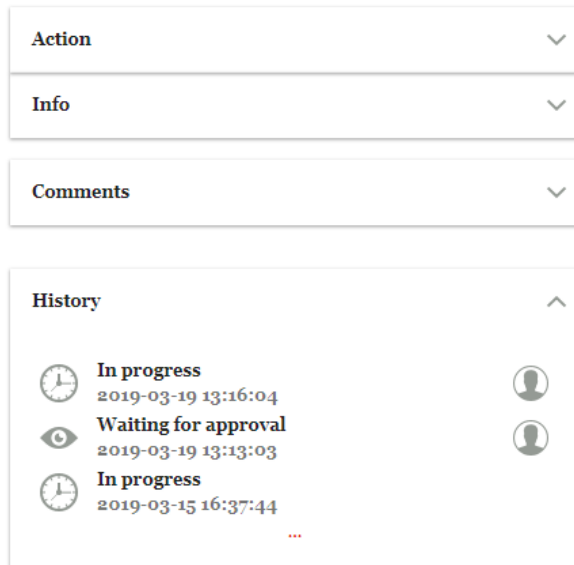 Action
Info
Comments
History
In progress
2019-03-19 13:16:04
Waiting for approval
2019-03-19 13:13:03
In progress
2019-03-15 16:37:44
...